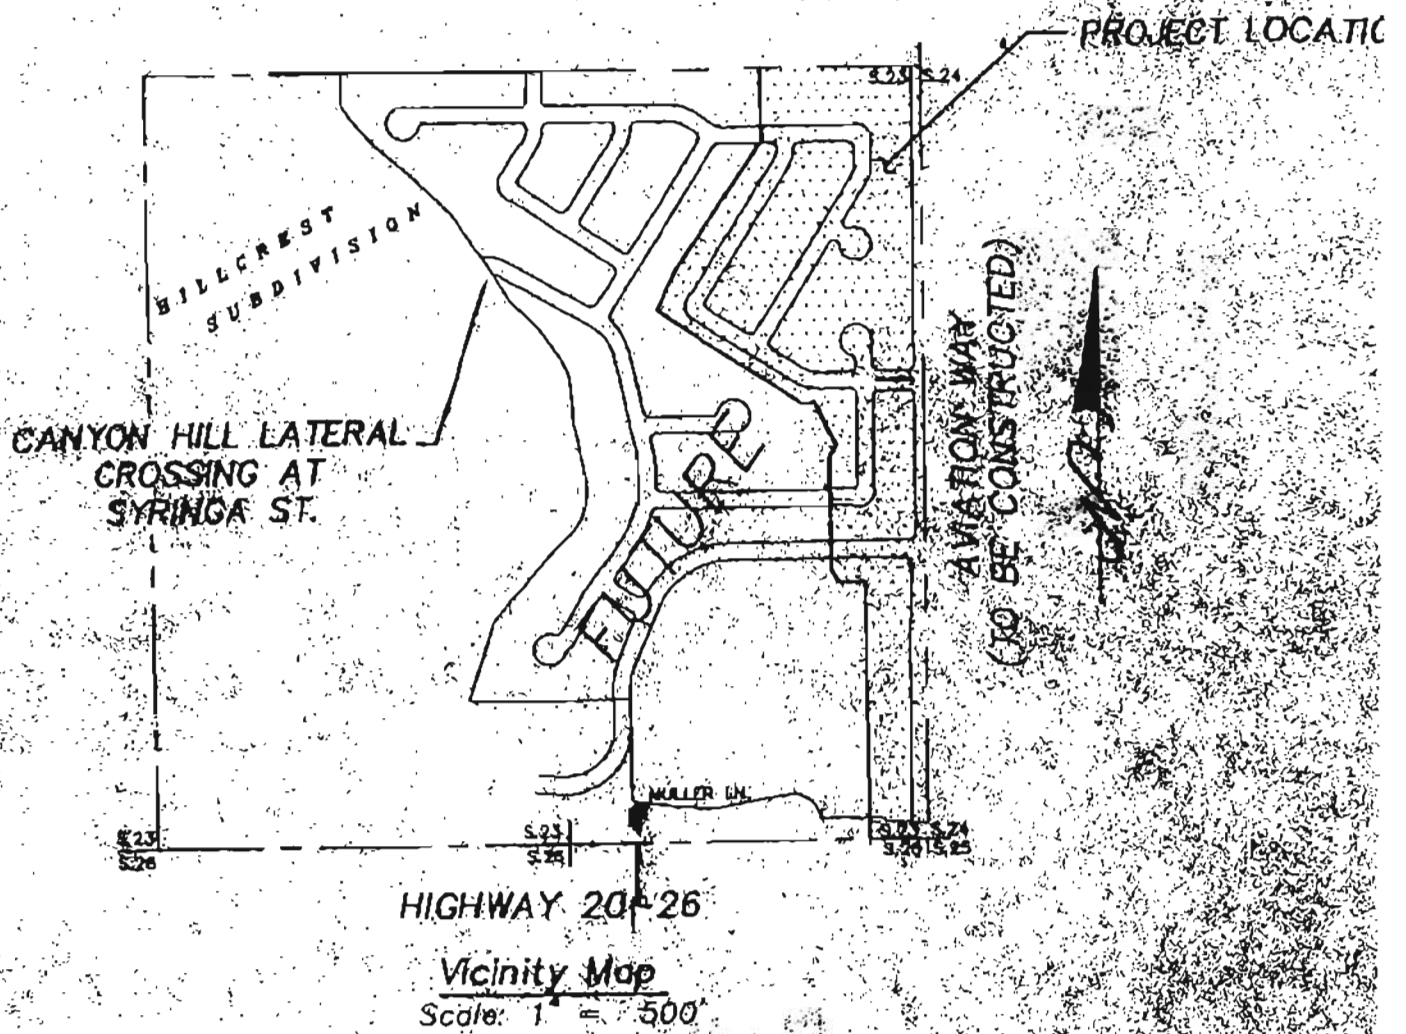 PROJECT LOCATIO
S.23 S.24
HILLCREST
SUBDIVISION
CANYON HILL LATERAL
CROSSING AT
SYRINGA ST.
FUTURE
AVIATION WAY
(TO BE CONSTRUCTED)
MULLER LN.
S.23
S.26
S.23
S.26
S.23 S.24
S.26 S.25
HIGHWAY 20-26
Vicinity Map
Scale: 1" = 500'